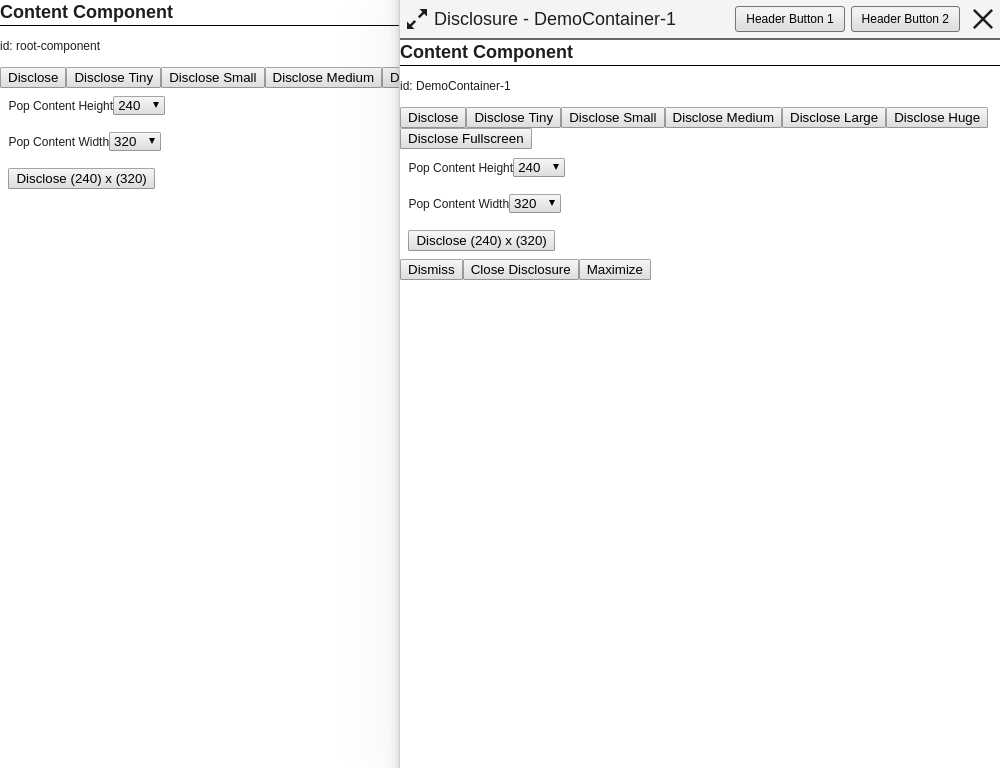 Content Component
id: root-component
Disclose Disclose Tiny Disclose Small Disclose Medium D
Pop Content Height 240
Pop Content Width 320
Disclose (240) x (320)
Disclosure - DemoContainer-1 Header Button 1 Header Button 2
Content Component
id: DemoContainer-1
Disclose Disclose Tiny Disclose Small Disclose Medium Disclose Large Disclose Huge
Disclose Fullscreen
Pop Content Height 240
Pop Content Width 320
Disclose (240) x (320)
Dismiss Close Disclosure Maximize